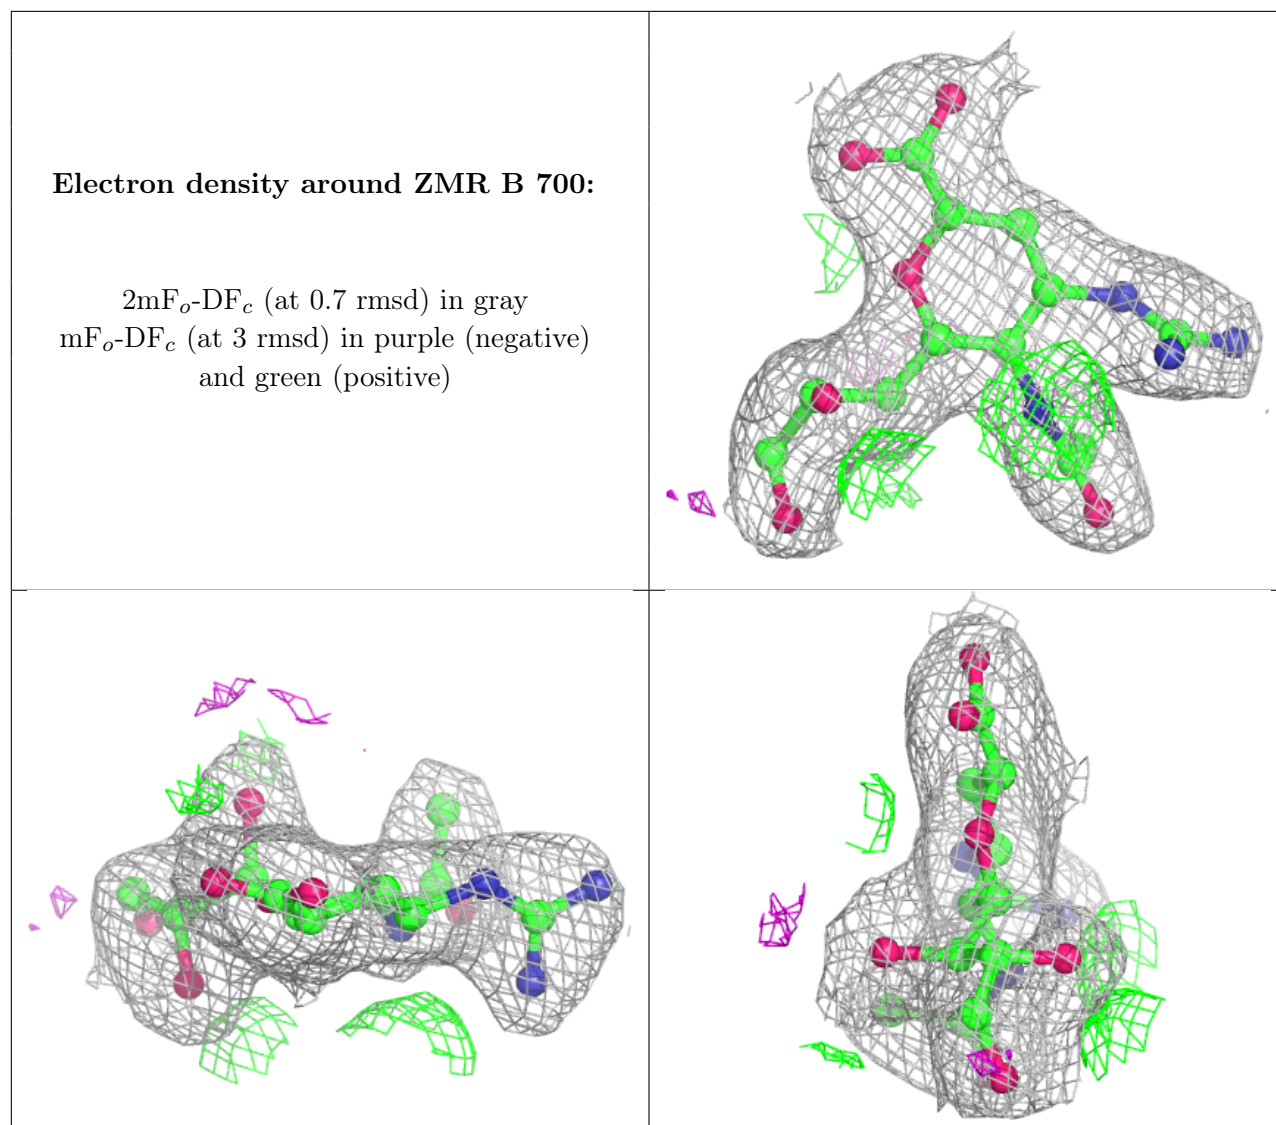 Electron density around ZMR B 700:
2mFₒ-DF𝒸 (at 0.7 rmsd) in gray
mFₒ-DF𝒸 (at 3 rmsd) in purple (negative)
and green (positive)